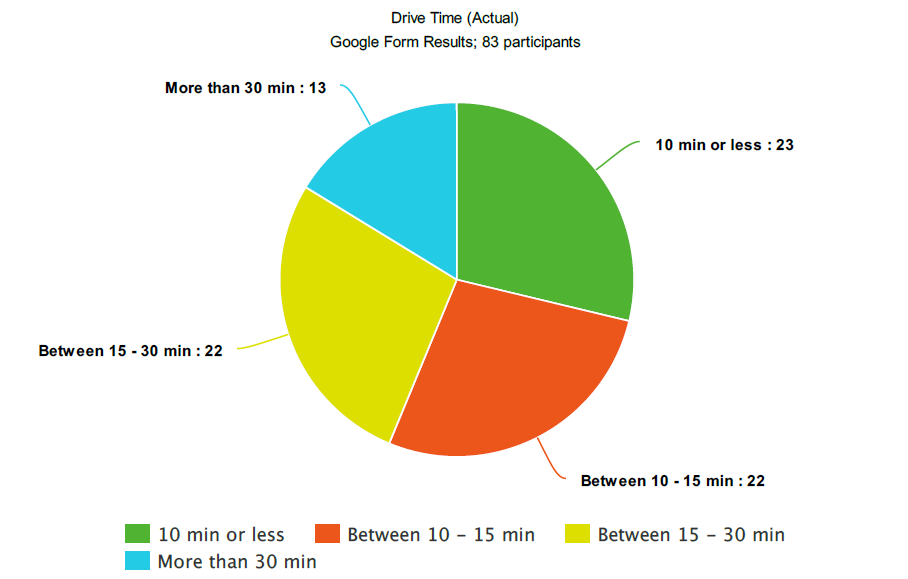 Drive Time (Actual)
Google Form Results; 83 participants
More than 30 min : 13
10 min or less : 23
Between 15 - 30 min : 22
Between 10 - 15 min : 22
10 min or less Between 10 – 15 min Between 15 – 30 min
More than 30 min